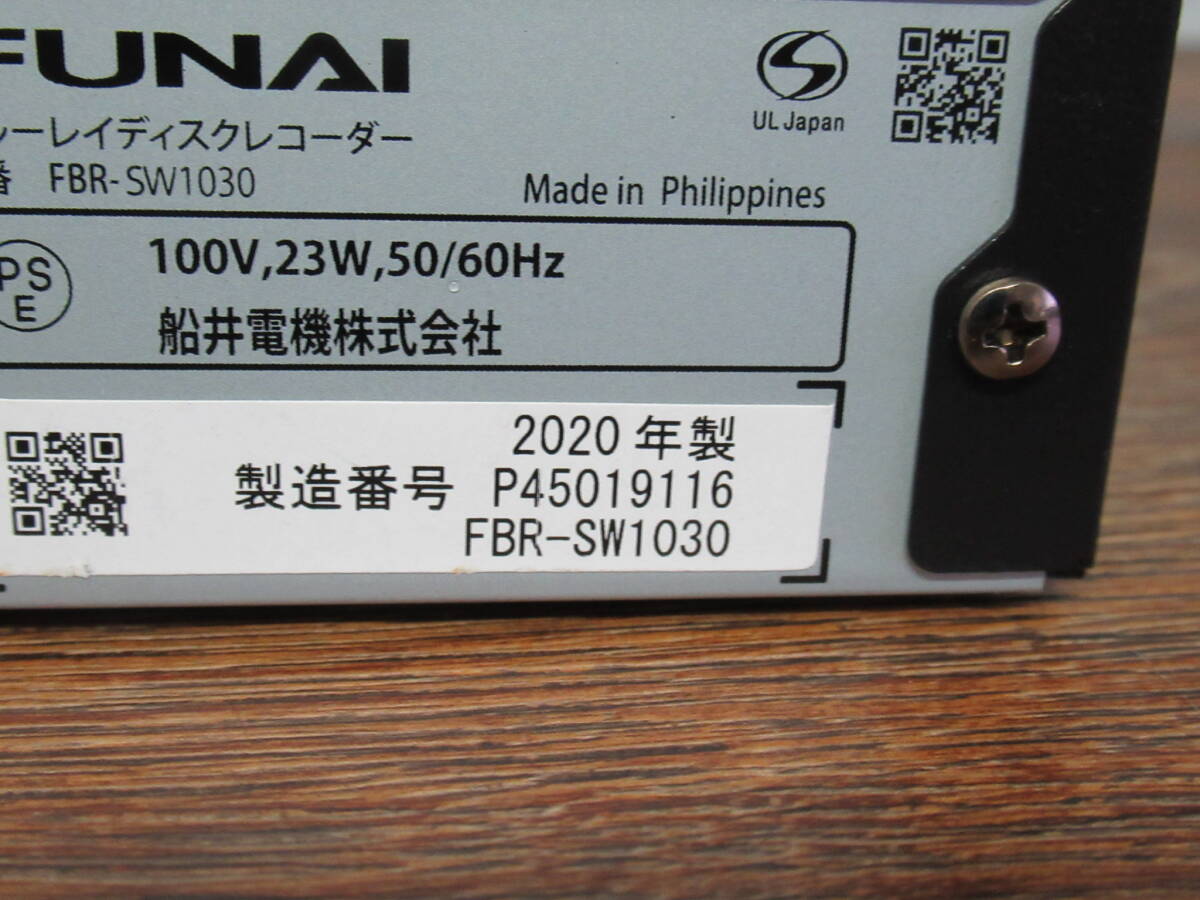 FUNAI
ルーレイディスクレコーダー
番 FBR-SW1030
UL Japan
Made in Philippines
PS
E
100V,23W,50/60Hz
船井電機株式会社
2020 年製
製造番号 P45019116
FBR-SW1030